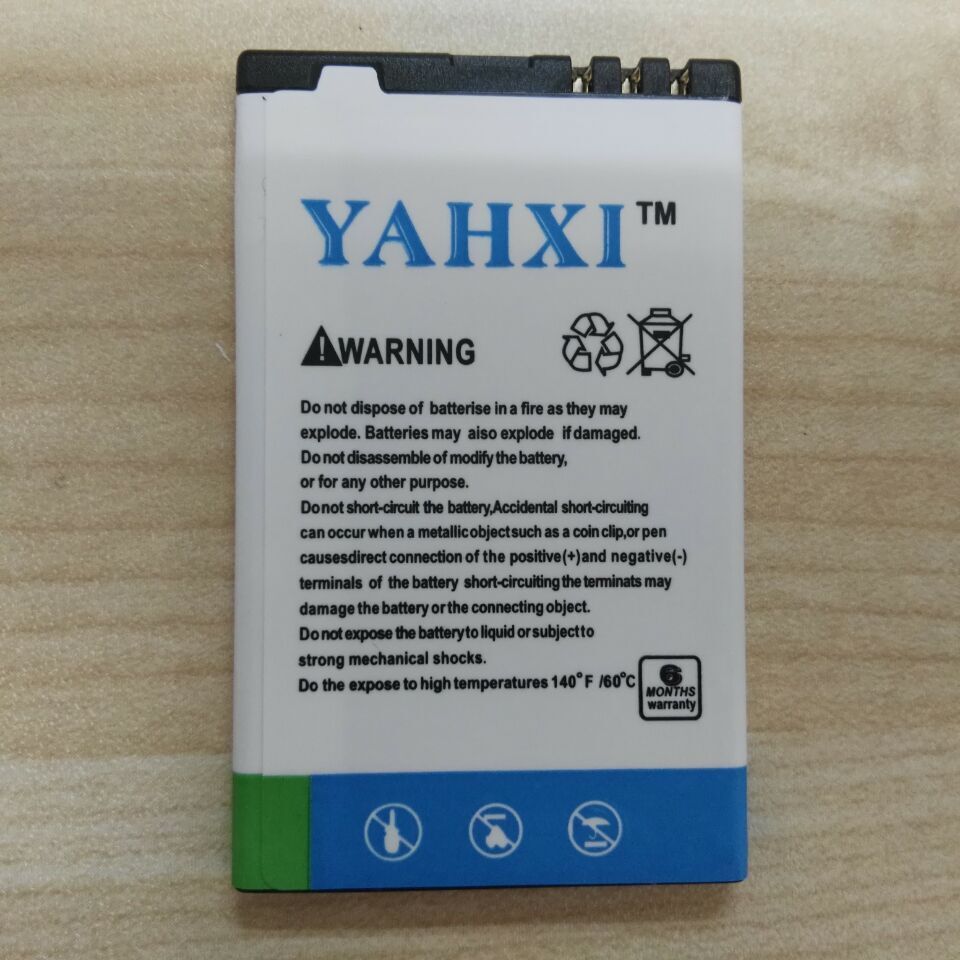 YAHXI™
WARNING
Do not dispose of batterise in a fire as they may
explode. Batteries may aiso explode if damaged.
Do not disassemble of modify the battery,
or for any other purpose.
Do not short-circuit the battery,Accidental short-circuiting
can occur when a metallicobjectsuch as a coin clip,or pen
causesdirect connection of the positive(+)and negative(-)
terminals of the battery short-circuiting the terminats may
damage the battery or the connecting object.
Do not expose the battery to liquid or subject to
strong mechanical shocks.
Do the expose to high temperatures 140°F /60°C
6
MONTHS
warranty